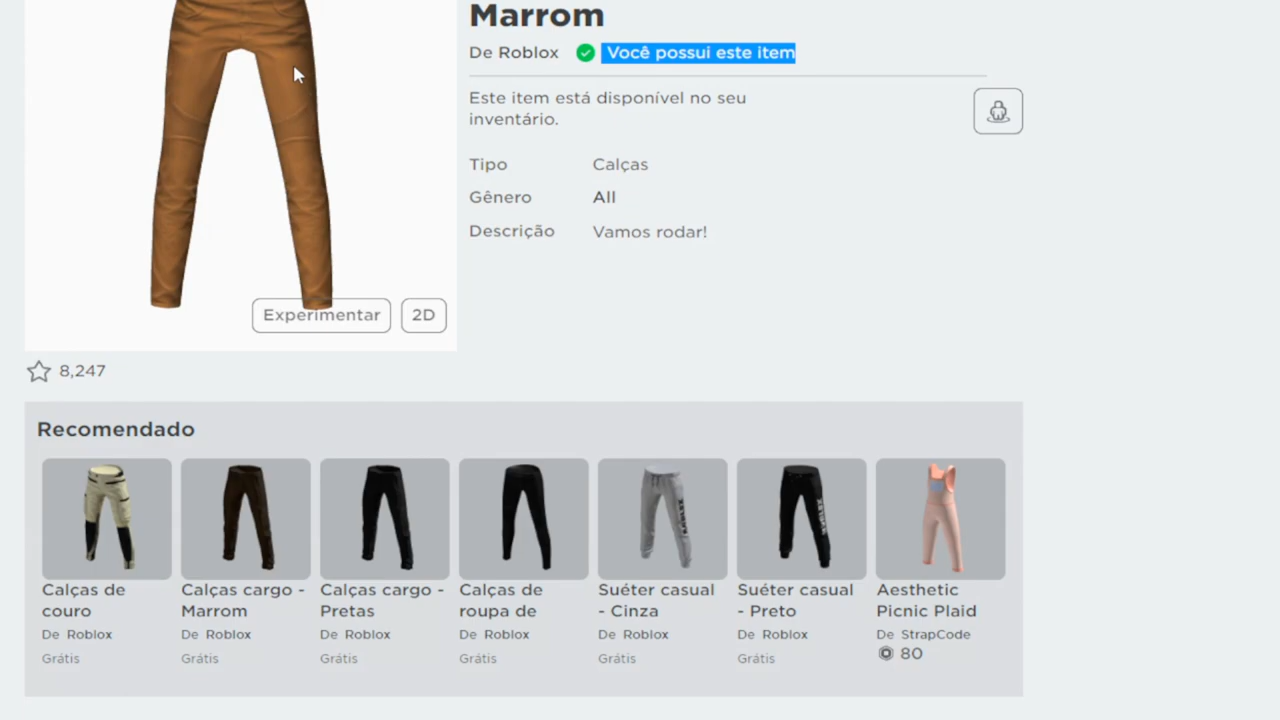 Marrom
De Roblox Você possui este item
Este item está disponível no seu
inventário.
Tipo Calças
Gênero All
Descrição Vamos rodar!
Experimentar 2D
8,247
Recomendado
Calças de
couro
De Roblox
Grátis
Calças cargo -
Marrom
De Roblox
Grátis
Calças cargo -
Pretas
De Roblox
Grátis
Calças de
roupa de
De Roblox
Grátis
Suéter casual
- Cinza
De Roblox
Grátis
Suéter casual
- Preto
De Roblox
Grátis
Aesthetic
Picnic Plaid
De StrapCode
80